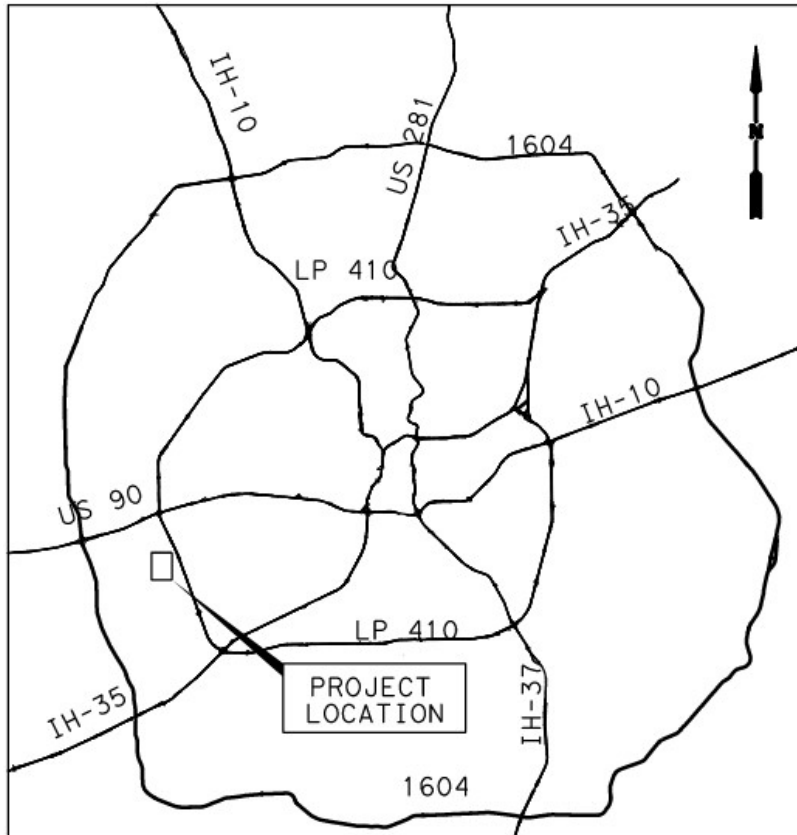 IH-10
US 281
1604
N
IH-35
LP 410
IH-10
US 90
LP 410
PROJECT
LOCATION
IH-35
IH-37
1604